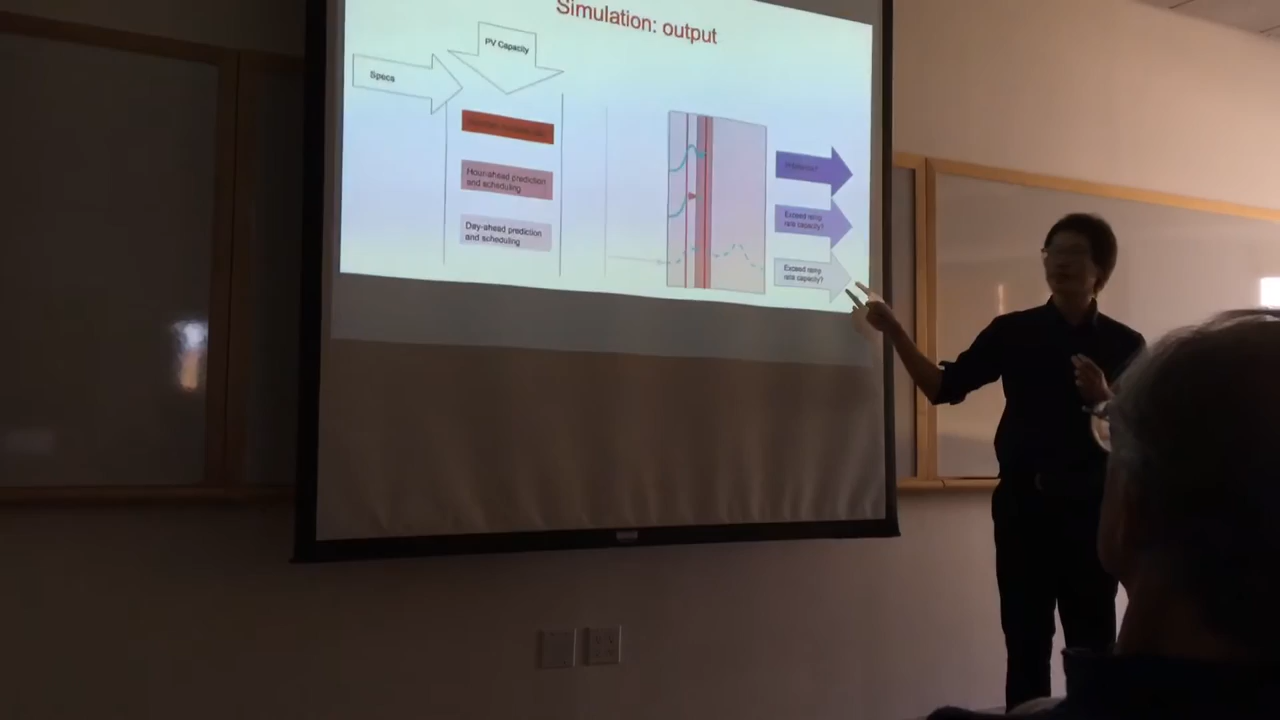 Simulation: output
PV Capacity
Specs
Hour-ahead prediction
and scheduling
Day-ahead prediction
and scheduling
Exceed ramp
rate capacity?
Exceed ramp
rate capacity?